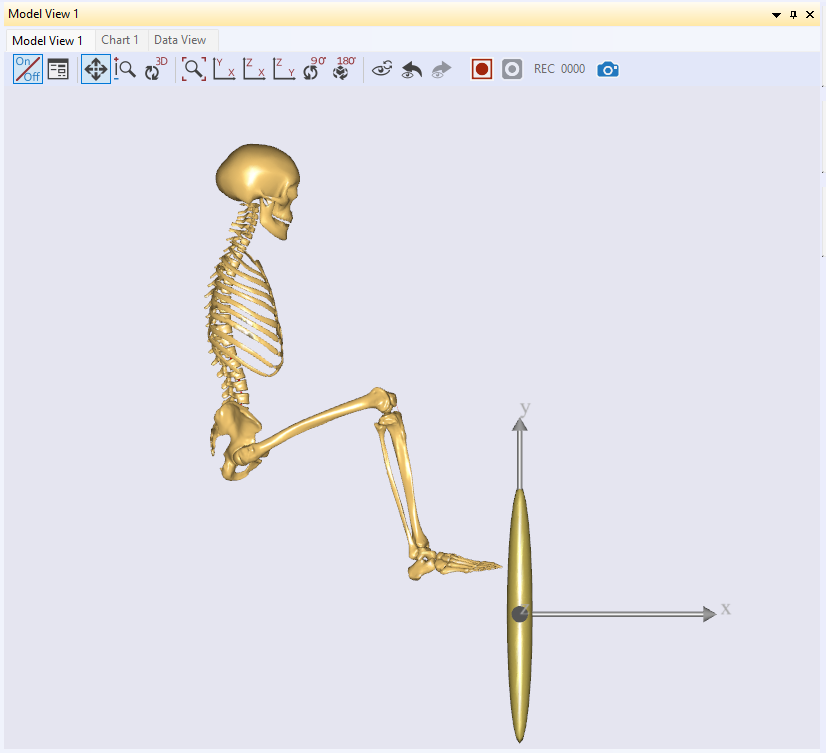 Model View 1
Model View 1 Chart 1 Data View
On Off 3D Y X Z X Z Y 90° 180° REC 0000
y
z
x